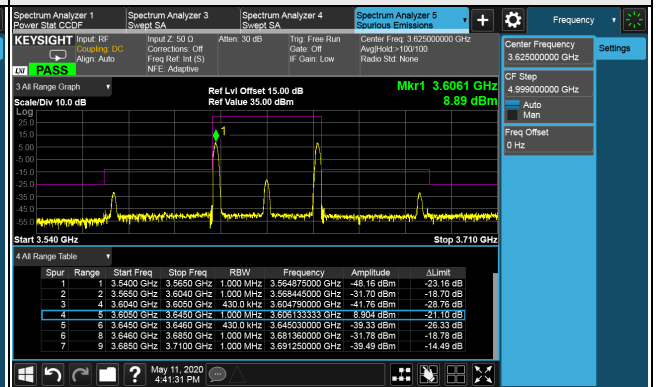 Spectrum Analyzer 1
Power Stat CCDF
Spectrum Analyzer 3
Swept SA
Spectrum Analyzer 4
Swept SA
Spectrum Analyzer 5
Spurious Emissions
Frequency
KEYSIGHT
Input: RF
Coupling: DC
Align: Auto
Input Z: 50 Ω
Corrections: Off
Freq Ref: Int (S)
NFE: Adaptive
Atten: 30 dB
Trig: Free Run
Gate: Off
IF Gain: Low
Center Freq: 3.625000000 GHz
Avg|Hold:>100/100
Radio Std: None
LXI
PASS
Center Frequency
3.625000000 GHz
Settings
CF Step
4.999000000 GHz
Auto
Man
Freq Offset
0 Hz
3 All Range Graph
Scale/Div 10.0 dB
Ref Lvl Offset 15.00 dB
Ref Value 35.00 dBm
Mkr1 3.6061 GHz
8.89 dBm
Log
25.0
15.0
5.00
-5.00
-15.0
-25.0
-35.0
-45.0
-55.0
1
Start 3.540 GHz
Stop 3.710 GHz
4 All Range Table
Spur Range Start Freq Stop Freq RBW Frequency Amplitude ΔLimit
1 1 3.5400 GHz 3.5650 GHz 1.000 MHz 3.564875000 GHz -48.16 dBm -23.16 dB
2 2 3.5650 GHz 3.6040 GHz 1.000 MHz 3.568445000 GHz -31.70 dBm -18.70 dB
3 4 3.6040 GHz 3.6050 GHz 430.0 kHz 3.604790000 GHz -41.76 dBm -28.76 dB
4 5 3.6050 GHz 3.6450 GHz 1.000 MHz 3.606133333 GHz 8.904 dBm -21.10 dB
5 6 3.6450 GHz 3.6460 GHz 430.0 kHz 3.645030000 GHz -39.33 dBm -26.33 dB
6 8 3.6460 GHz 3.6850 GHz 1.000 MHz 3.681360000 GHz -31.78 dBm -18.78 dB
7 9 3.6850 GHz 3.7100 GHz 1.000 MHz 3.691250000 GHz -39.49 dBm -14.49 dB
?
May 11, 2020
4:41:31 PM